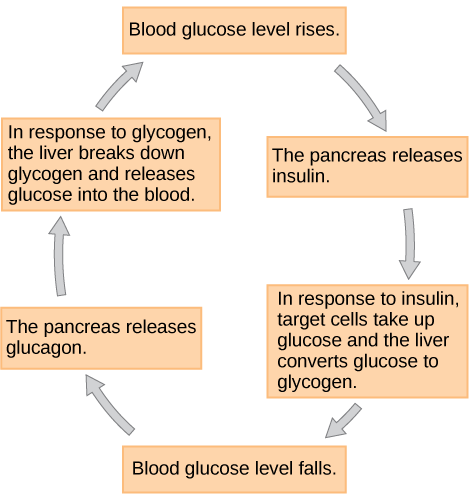 Blood glucose level rises.
The pancreas releases
insulin.
In response to insulin,
target cells take up
glucose and the liver
converts glucose to
glycogen.
Blood glucose level falls.
The pancreas releases
glucagon.
In response to glycogen,
the liver breaks down
glycogen and releases
glucose into the blood.